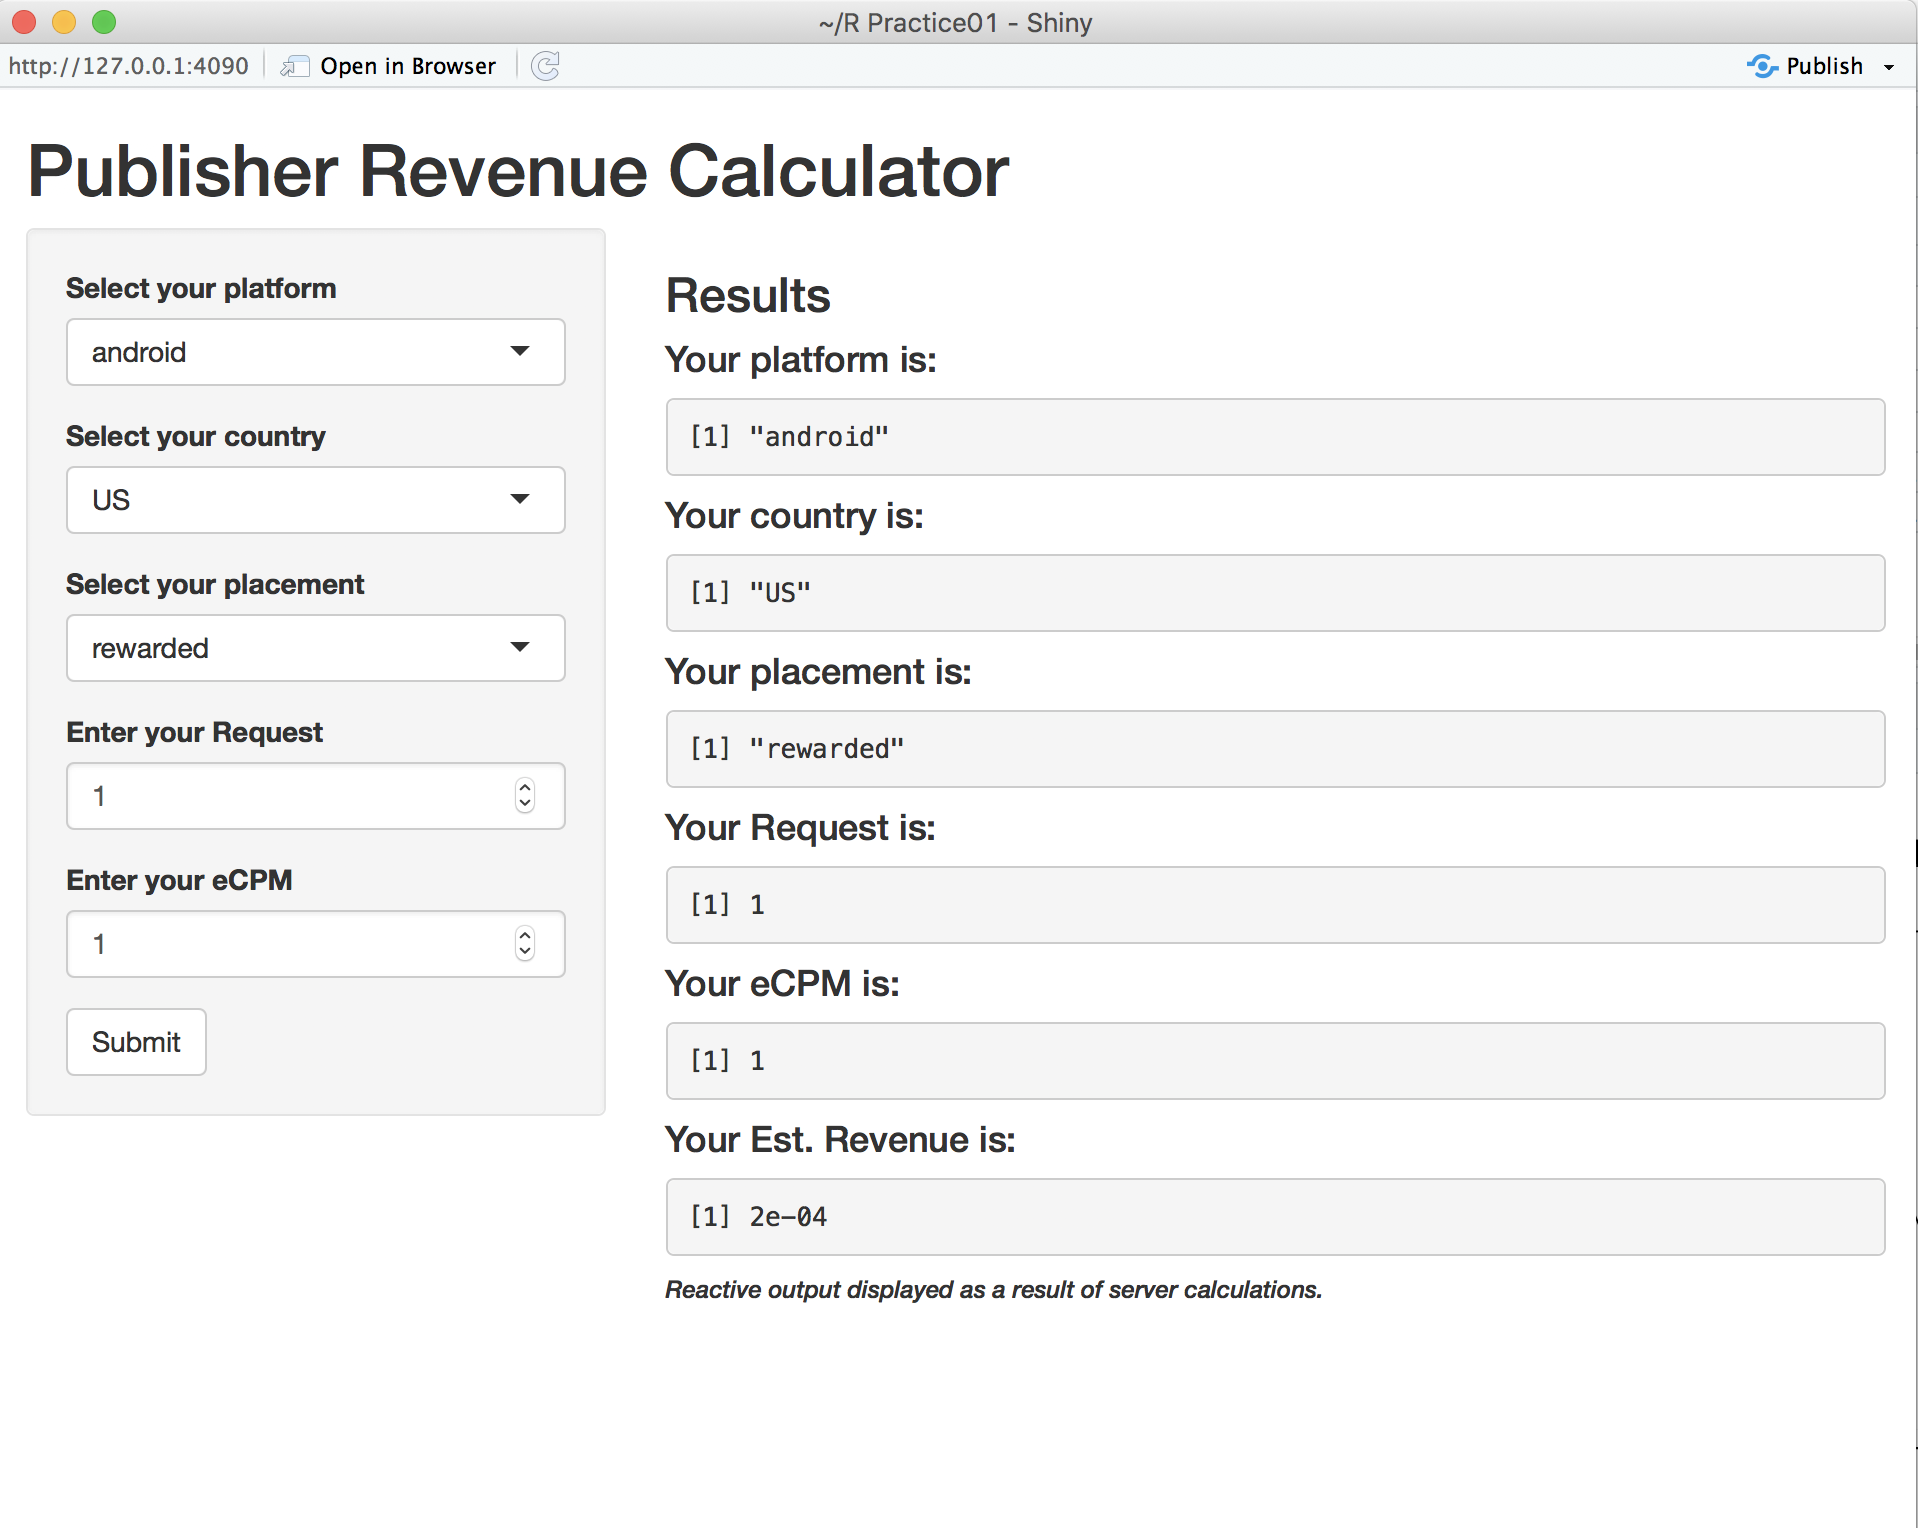 ~/R Practice01 - Shiny
http://127.0.0.1:4090 Open in Browser Publish
Publisher Revenue Calculator
Select your platform
android
Select your country
US
Select your placement
rewarded
Enter your Request
1
Enter your eCPM
1
Submit
Results
Your platform is:
[1] "android"
Your country is:
[1] "US"
Your placement is:
[1] "rewarded"
Your Request is:
[1] 1
Your eCPM is:
[1] 1
Your Est. Revenue is:
[1] 2e-04
Reactive output displayed as a result of server calculations.